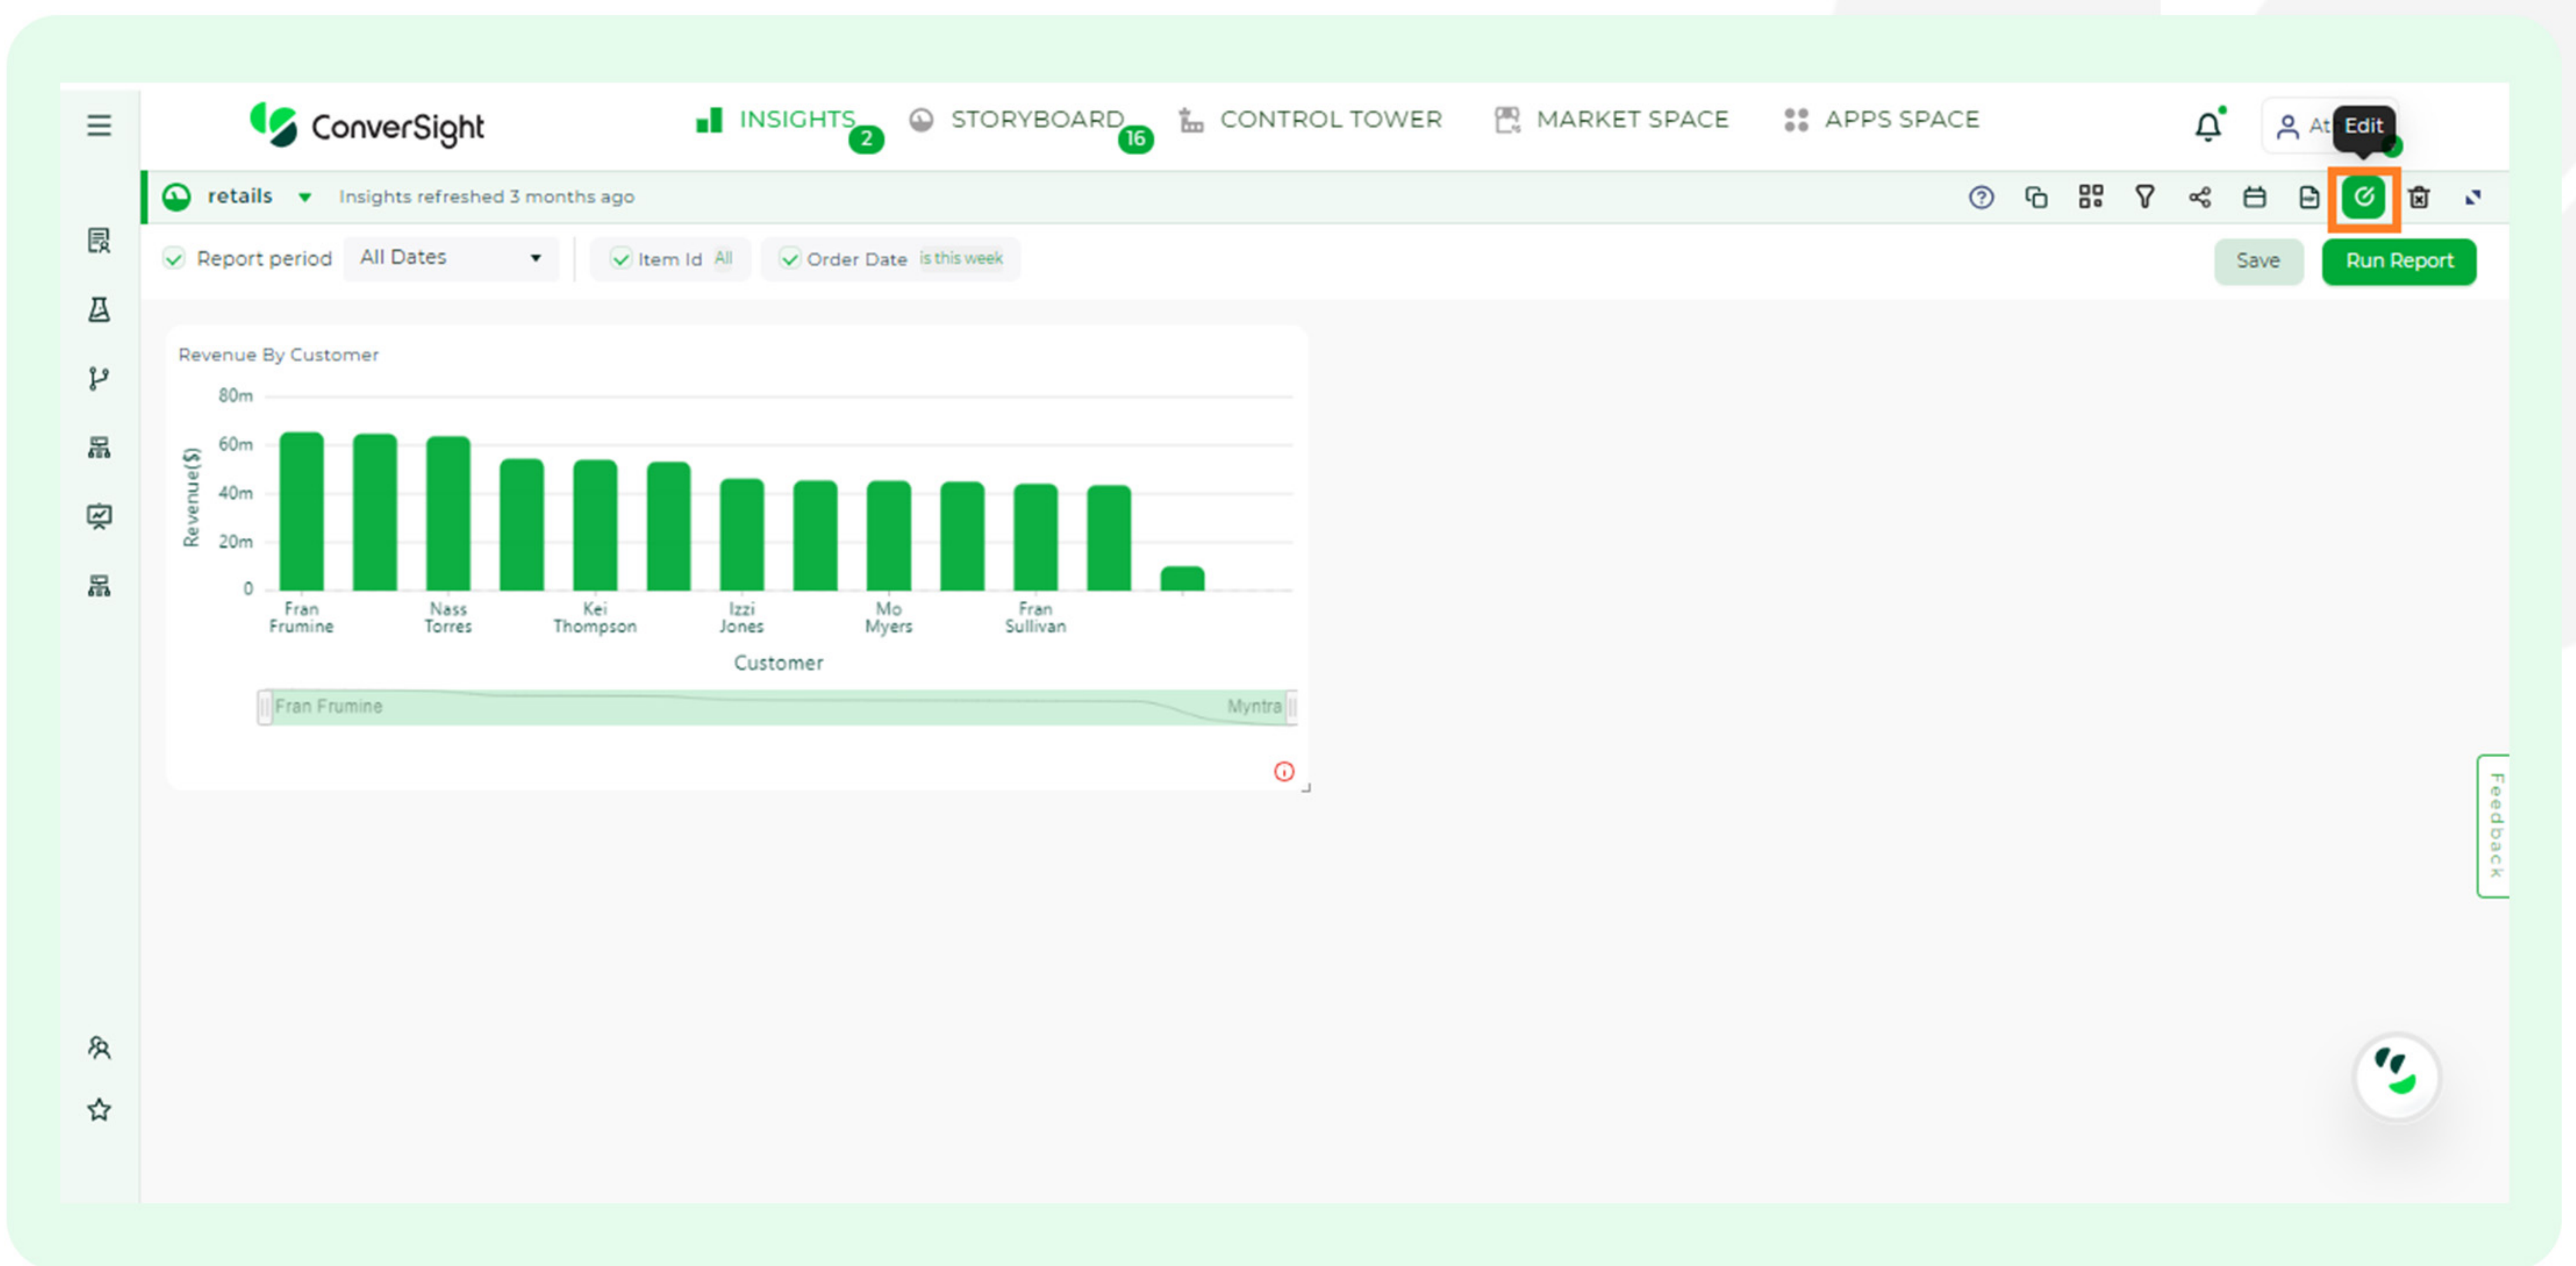 ConverSight
INSIGHTS
2
STORYBOARD
16
CONTROL TOWER
MARKET SPACE
APPS SPACE
Edit
retails
Insights refreshed 3 months ago
Report period
All Dates
Item Id All
Order Date is this week
Save
Run Report
Revenue By Customer
Revenue($)
80m
60m
40m
20m
0
Fran
Frumine
Nass
Torres
Kei
Thompson
Izzi
Jones
Mo
Myers
Fran
Sullivan
Customer
Fran Frumine
Myntra
Feedback